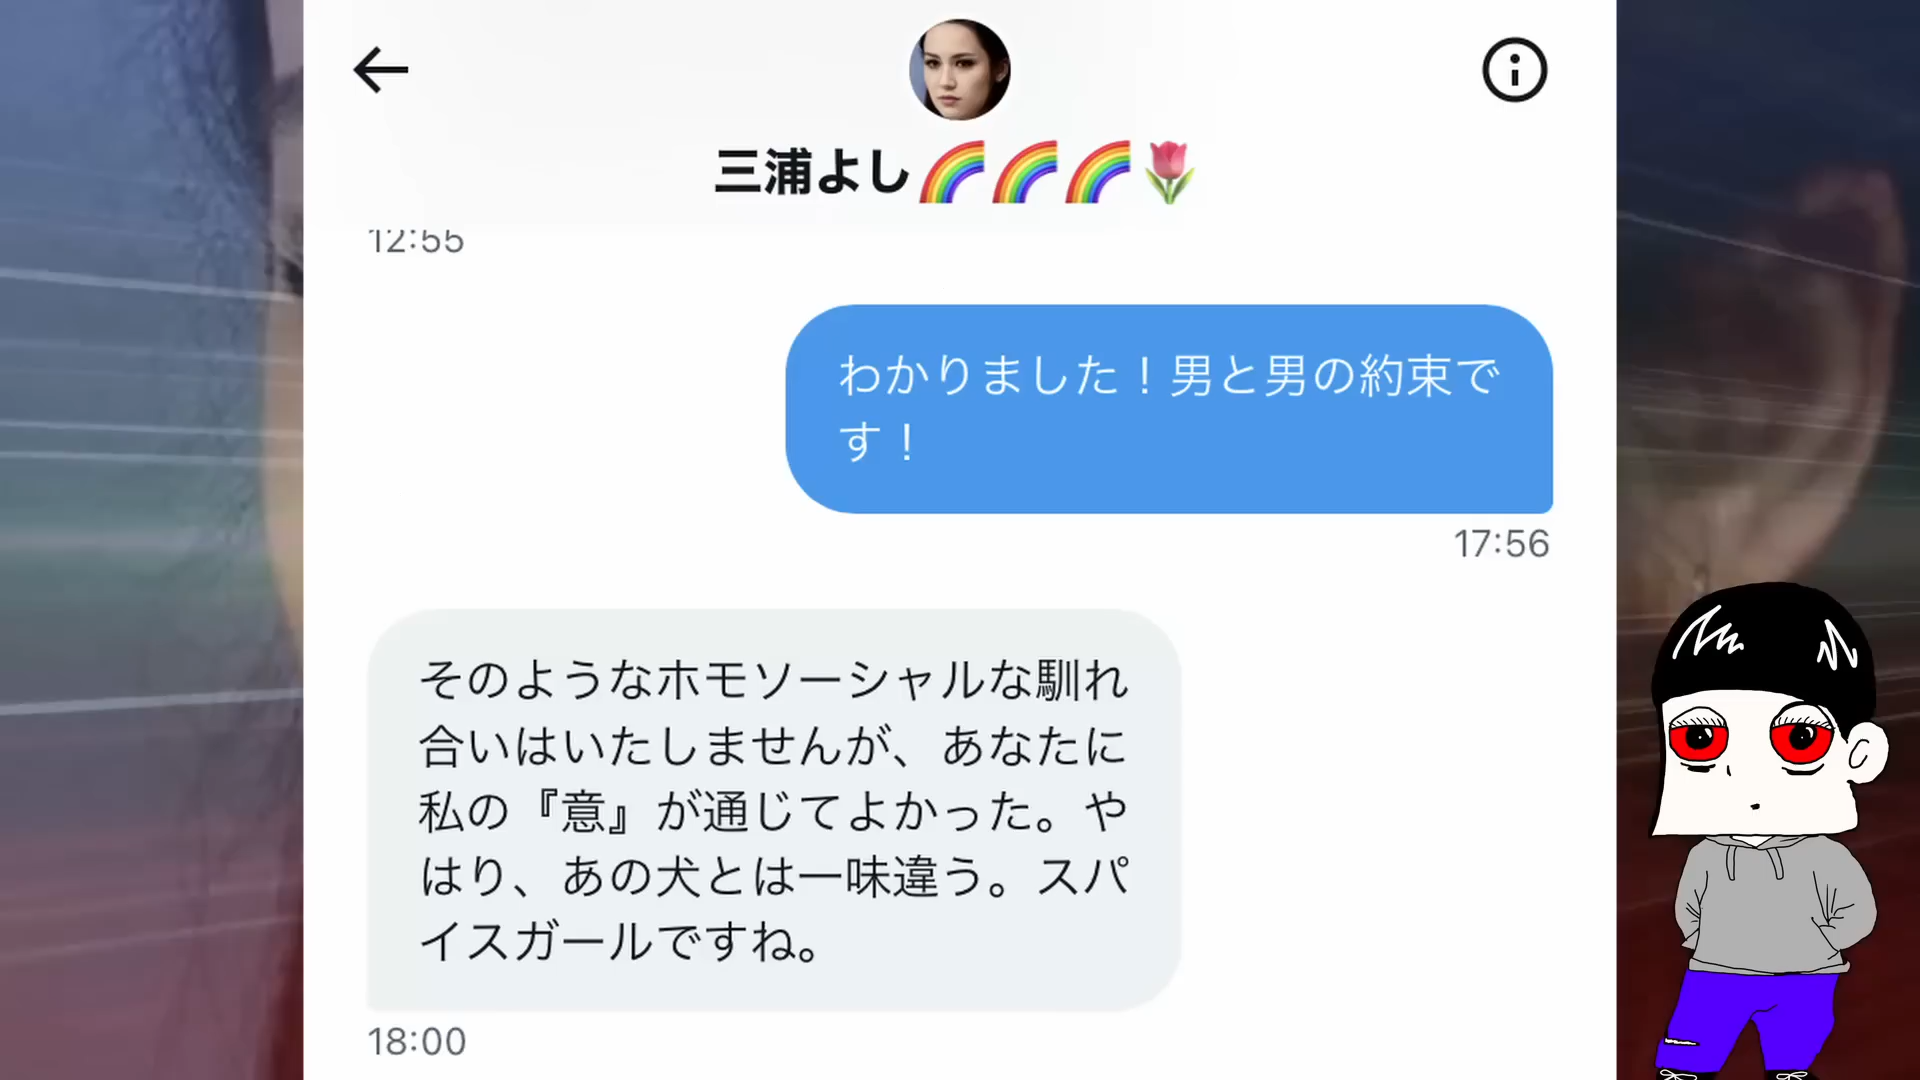 三浦よし🌈🌈🌈🌷
12:55
わかりました！男と男の約束で
す！
17:56
そのようなホモソーシャルな馴れ
合いはいたしませんが、あなたに
私の『意』が通じてよかった。や
はり、あの犬とは一味違う。スパ
イスガールですね。
18:00